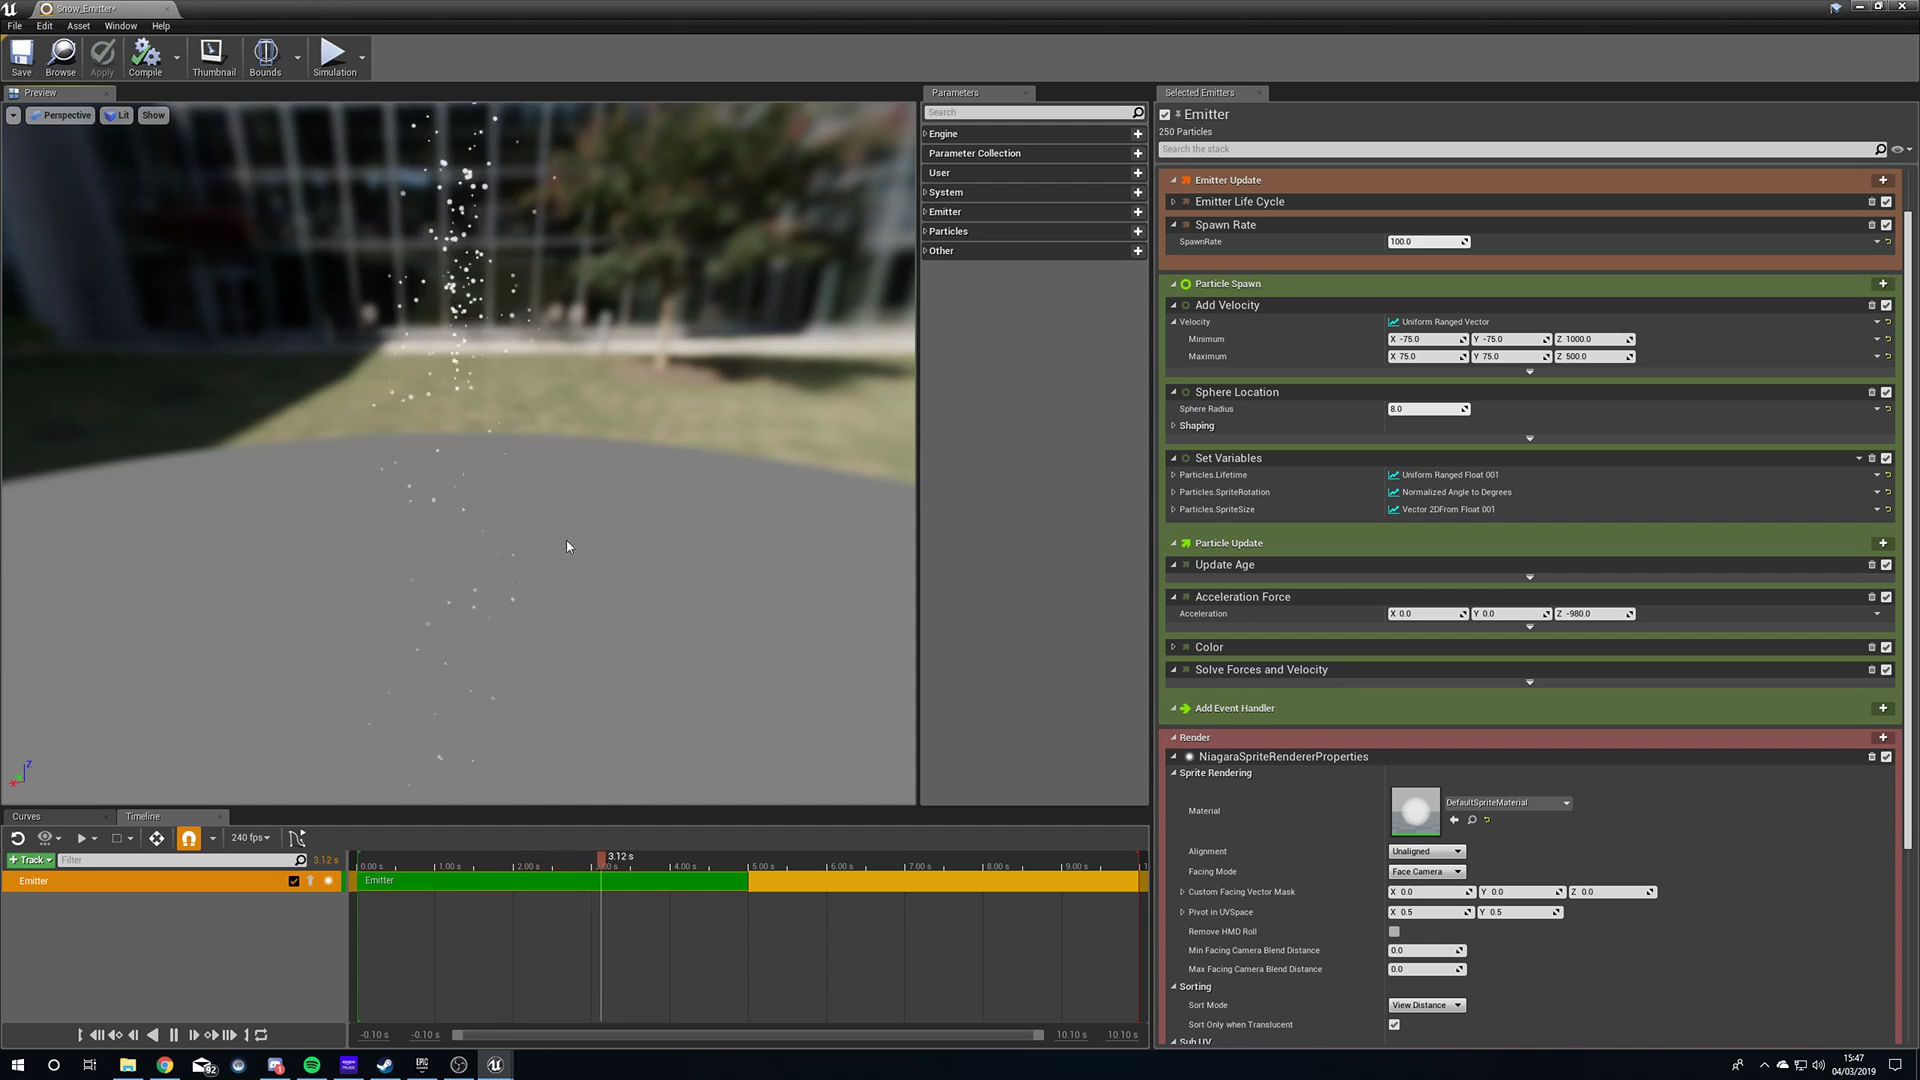 Snow_Emitter*
File Edit Asset Window Help
Save Browse Apply Compile Thumbnail Bounds Simulation
Preview
Perspective Lit Show
Parameters
Search
Engine
Parameter Collection
User
System
Emitter
Particles
Other
Selected Emitters
Emitter
250 Particles
Search the stack
Emitter Update
Emitter Life Cycle
Spawn Rate
SpawnRate 100.0
Particle Spawn
Add Velocity
Velocity Uniform Ranged Vector
Minimum X -75.0 Y -75.0 Z 1000.0
Maximum X 75.0 Y 75.0 Z 500.0
Sphere Location
Sphere Radius 8.0
Shaping
Set Variables
Particles.Lifetime Uniform Ranged Float 001
Particles.SpriteRotation Normalized Angle to Degrees
Particles.SpriteSize Vector 2DFrom Float 001
Particle Update
Update Age
Acceleration Force
Acceleration X 0.0 Y 0.0 Z -980.0
Color
Solve Forces and Velocity
Add Event Handler
Render
NiagaraSpriteRendererProperties
Sprite Rendering
Material DefaultSpriteMaterial
Alignment Unaligned
Facing Mode Face Camera
Custom Facing Vector Mask X 0.0 Y 0.0 Z 0.0
Pivot in UVSpace X 0.5 Y 0.5
Remove HMD Roll
Min Facing Camera Blend Distance 0.0
Max Facing Camera Blend Distance 0.0
Sorting
Sort Mode View Distance
Sort Only when Translucent
Sub UV
Z
Curves Timeline
240 fps
Track Filter 3.12 s
3.12 s
0.00 s 1.00 s 2.00 s 4.00 s 5.00 s 6.00 s 7.00 s 8.00 s 9.00 s
Emitter Emitter
-0.10 s -0.10 s 10.10 s 10.10 s
92
EPIC
15:47
04/03/2019